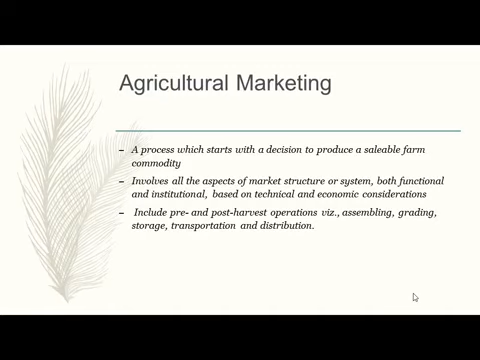 Agricultural Marketing
– A process which starts with a decision to produce a saleable farm
commodity
– Involves all the aspects of market structure or system, both functional
and institutional, based on technical and economic considerations
– Include pre- and post-harvest operations viz., assembling, grading,
storage, transportation and distribution.